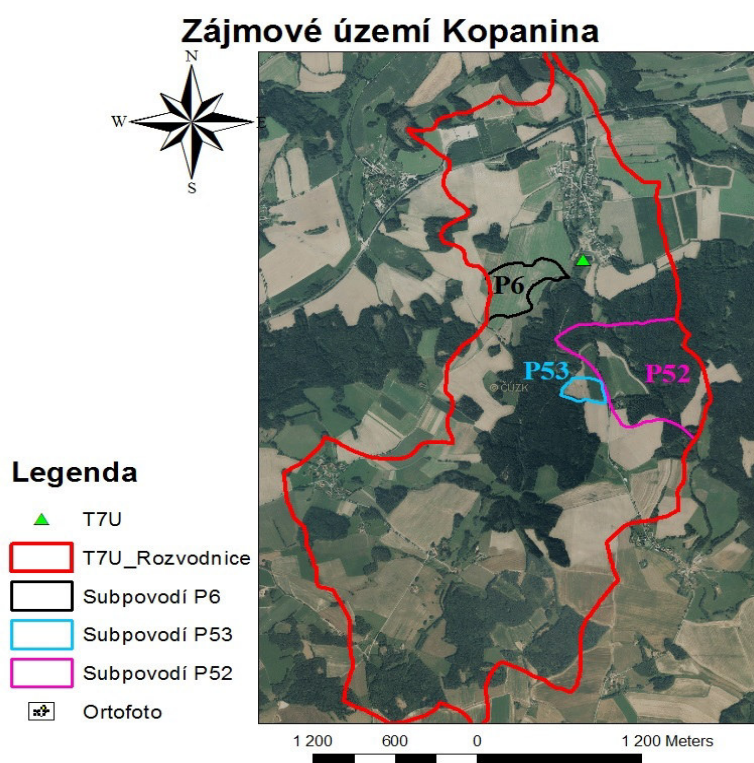 Zájmové území Kopanina
N
W
E
S
P6
P53
P52
© ČÚZK
Legenda
T7U
T7U_Rozvodnice
Subpovodí P6
Subpovodí P53
Subpovodí P52
Ortofoto
1 200 600 0 1 200 Meters